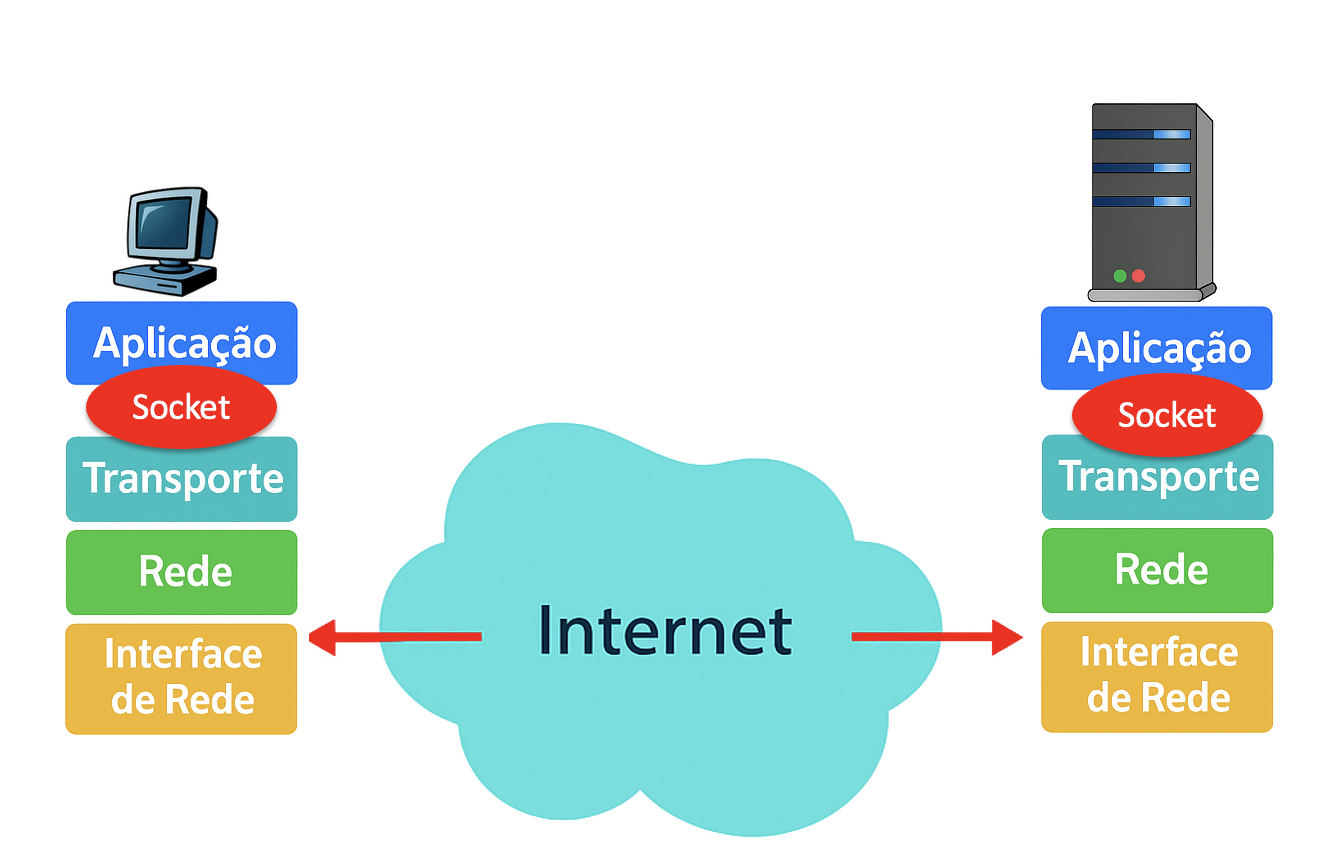 Aplicação
Socket
Transporte
Rede
Interface
de Rede
Internet
Aplicação
Socket
Transporte
Rede
Interface
de Rede